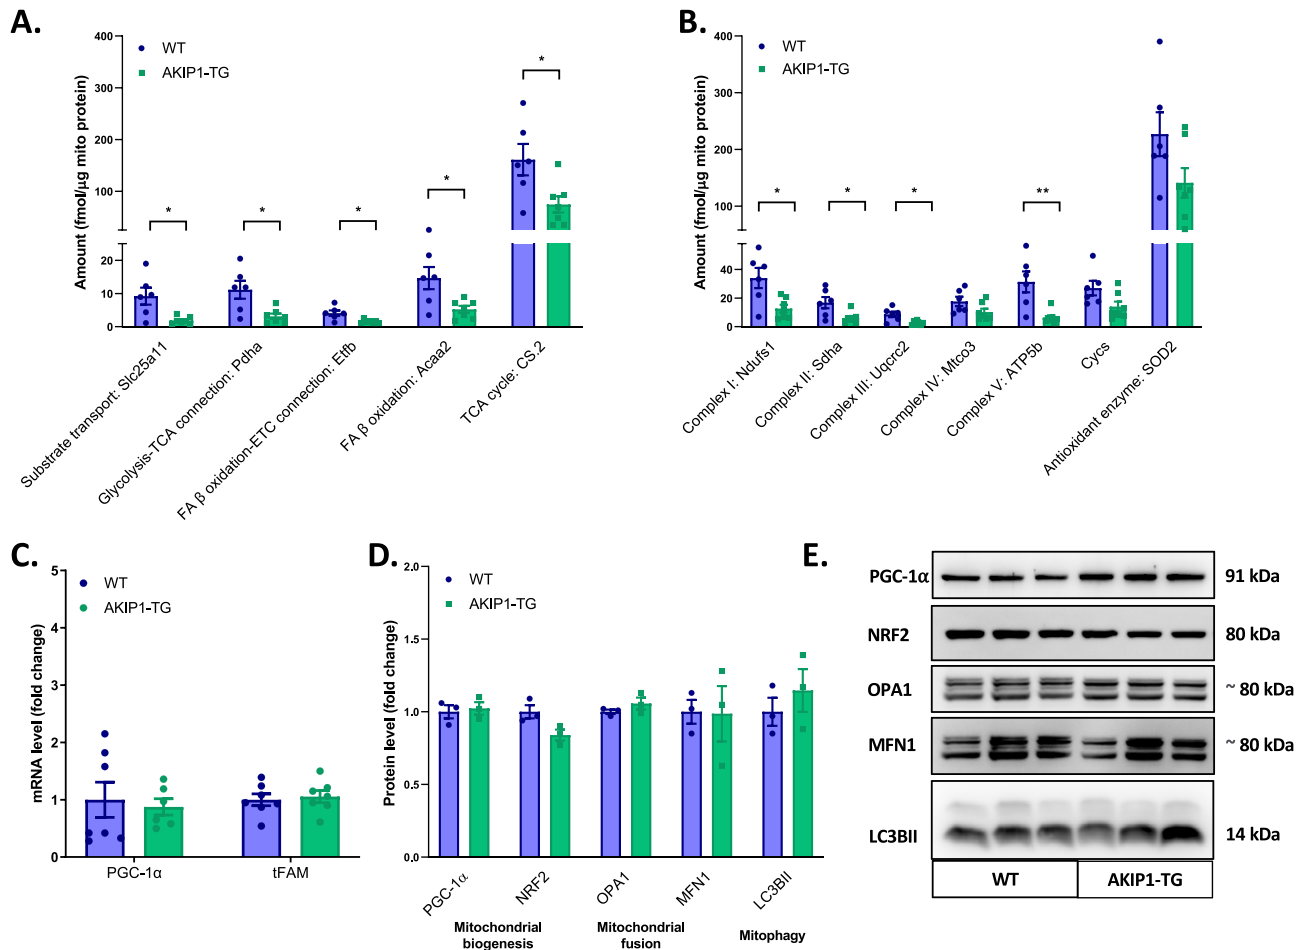 A.
400
300
200
100
20
10
0
Amount (fmol/µg mito protein)
WT
AKIP1-TG
*
*
*
*
*
Substrate transport: Slc25a11
Glycolysis-TCA connection: Pdha
FA β oxidation-ETC connection: Etfb
FA β oxidation: Acaa2
TCA cycle: CS.2
B.
400
300
200
100
40
20
0
Amount (fmol/µg mito protein)
WT
AKIP1-TG
*
*
*
**
Complex I: Ndufs1
Complex II: Sdha
Complex III: Uqcrc2
Complex IV: Mtco3
Complex V: ATP5b
Cycs
Antioxidant enzyme: SOD2
C.
5
4
3
2
1
0
mRNA level (fold change)
WT
AKIP1-TG
PGC-1α
tFAM
D.
2.0
1.5
1.0
0.5
0.0
Protein level (fold change)
WT
AKIP1-TG
PGC-1α
NRF2
OPA1
MFN1
LC3BII
Mitochondrial
biogenesis
Mitochondrial
fusion
Mitophagy
E.
PGC-1α 91 kDa
NRF2 80 kDa
OPA1 ~ 80 kDa
MFN1 ~ 80 kDa
LC3BII 14 kDa
WT AKIP1-TG